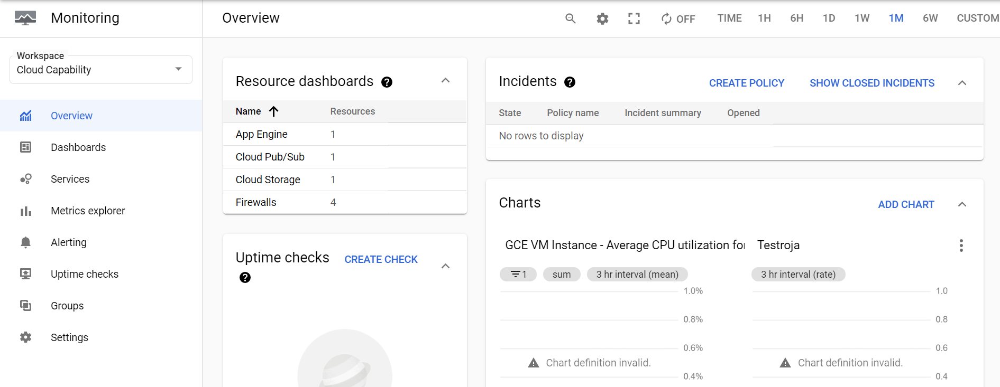 Monitoring
Overview
OFF
TIME 1H 6H 1D 1W 1M 6W CUSTOM
Workspace
Cloud Capability
Overview
Dashboards
Services
Metrics explorer
Alerting
Uptime checks
Groups
Settings
Resource dashboards
Name Resources
App Engine 1
Cloud Pub/Sub 1
Cloud Storage 1
Firewalls 4
Uptime checks CREATE CHECK
Incidents CREATE POLICY SHOW CLOSED INCIDENTS
State Policy name Incident summary Opened
No rows to display
Charts ADD CHART
GCE VM Instance - Average CPU utilization for
1 sum 3 hr interval (mean)
1.0%
0.8%
0.6%
Chart definition invalid.
0.4%
Testroja
3 hr interval (rate)
1.0
0.8
0.6
Chart definition invalid.
0.4